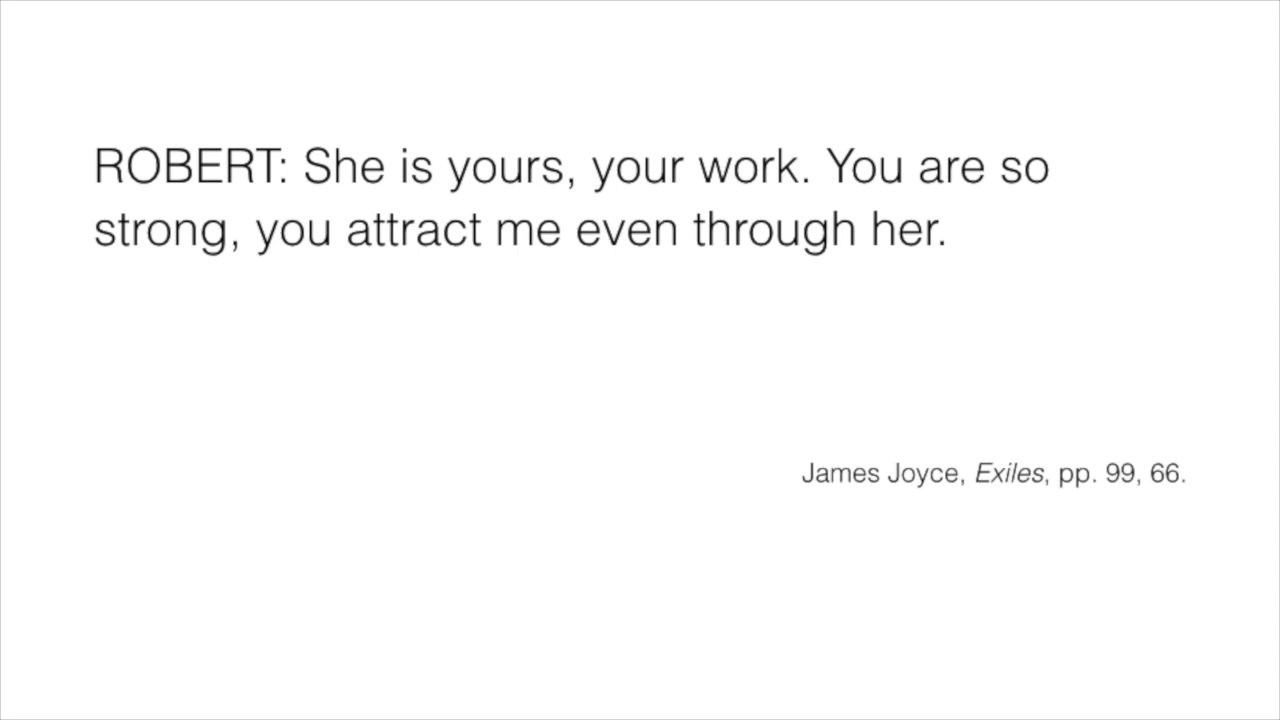 ROBERT: She is yours, your work. You are so
strong, you attract me even through her.
James Joyce, Exiles, pp. 99, 66.